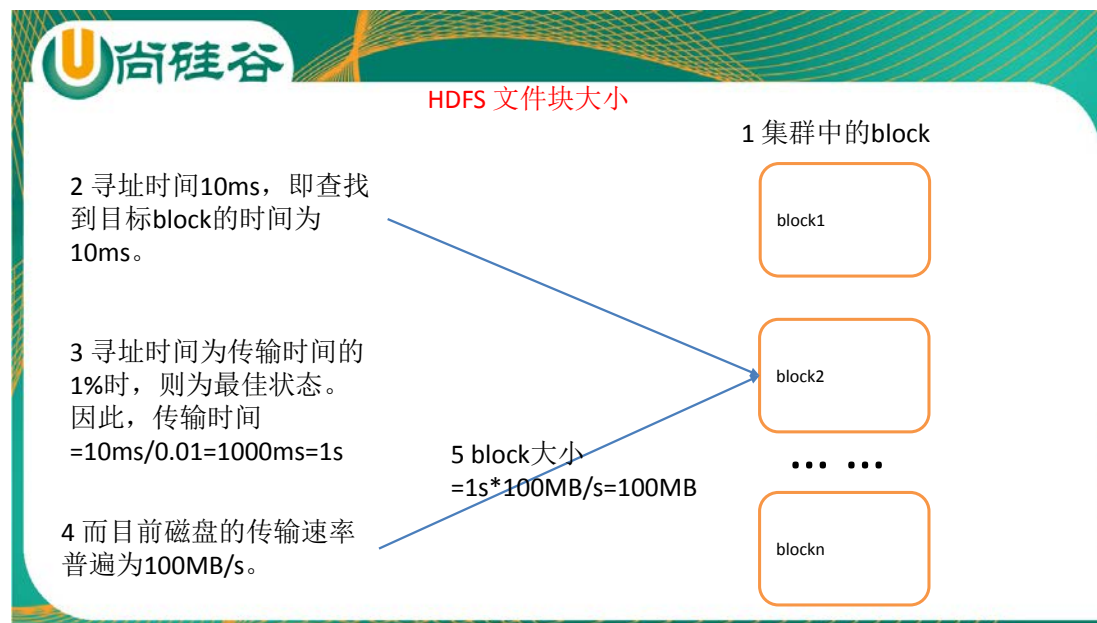 尚硅谷
HDFS 文件块大小
1 集群中的block
2 寻址时间10ms，即查找
到目标block的时间为
10ms。
block1
3 寻址时间为传输时间的
1%时，则为最佳状态。
因此，传输时间
=10ms/0.01=1000ms=1s
block2
5 block大小
=1s*100MB/s=100MB
... ...
4 而目前磁盘的传输速率
普遍为100MB/s。
blockn